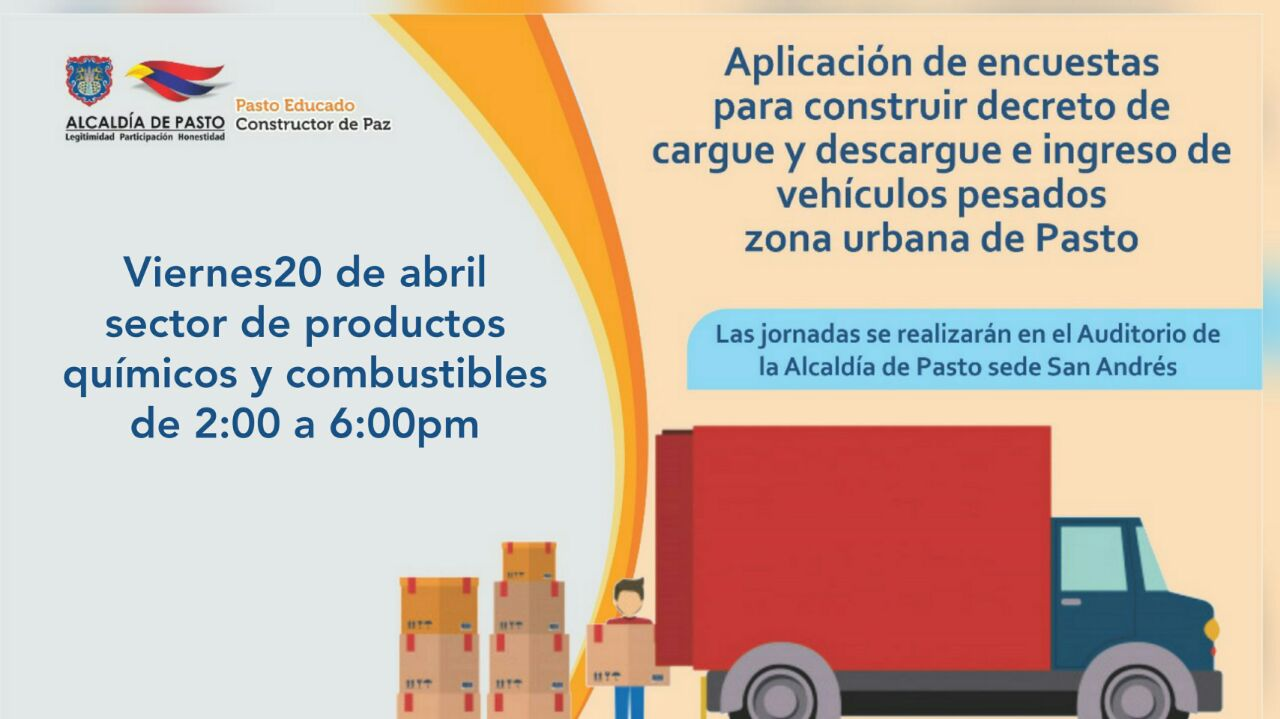 ALCALDÍA DE PASTO
Legitimidad Participación Honestidad
Pasto Educado
Constructor de Paz
Viernes20 de abril
sector de productos
químicos y combustibles
de 2:00 a 6:00pm
Aplicación de encuestas
para construir decreto de
cargue y descargue e ingreso de
vehículos pesados
zona urbana de Pasto
Las jornadas se realizarán en el Auditorio de
la Alcaldía de Pasto sede San Andrés